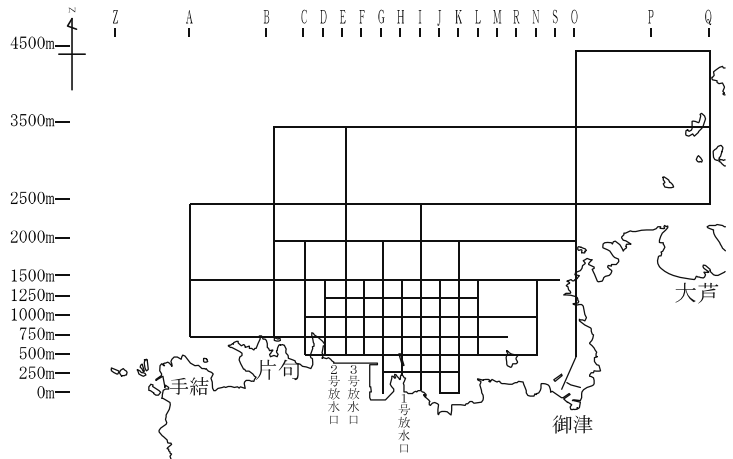 N
Z A B C D E F G H I J K L M R N S O P Q
4500m
3500m
2500m
2000m
1500m
1250m
1000m
750m
500m
250m
0m
大芦
片句
手結
2号放水口
3号放水口
1号放水口
御津